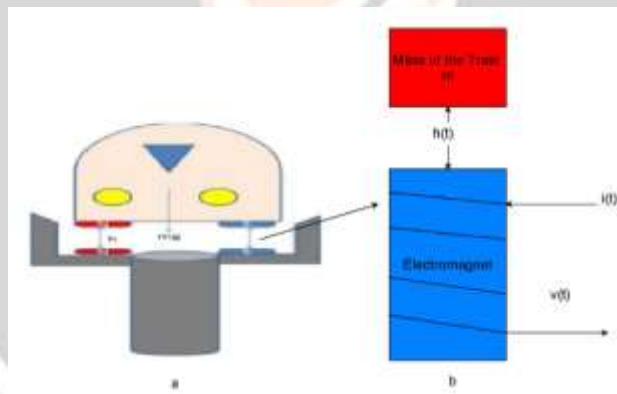 Mass of the Train
m
h(t)
i(t)
Electromagnet
v(t)
a
b